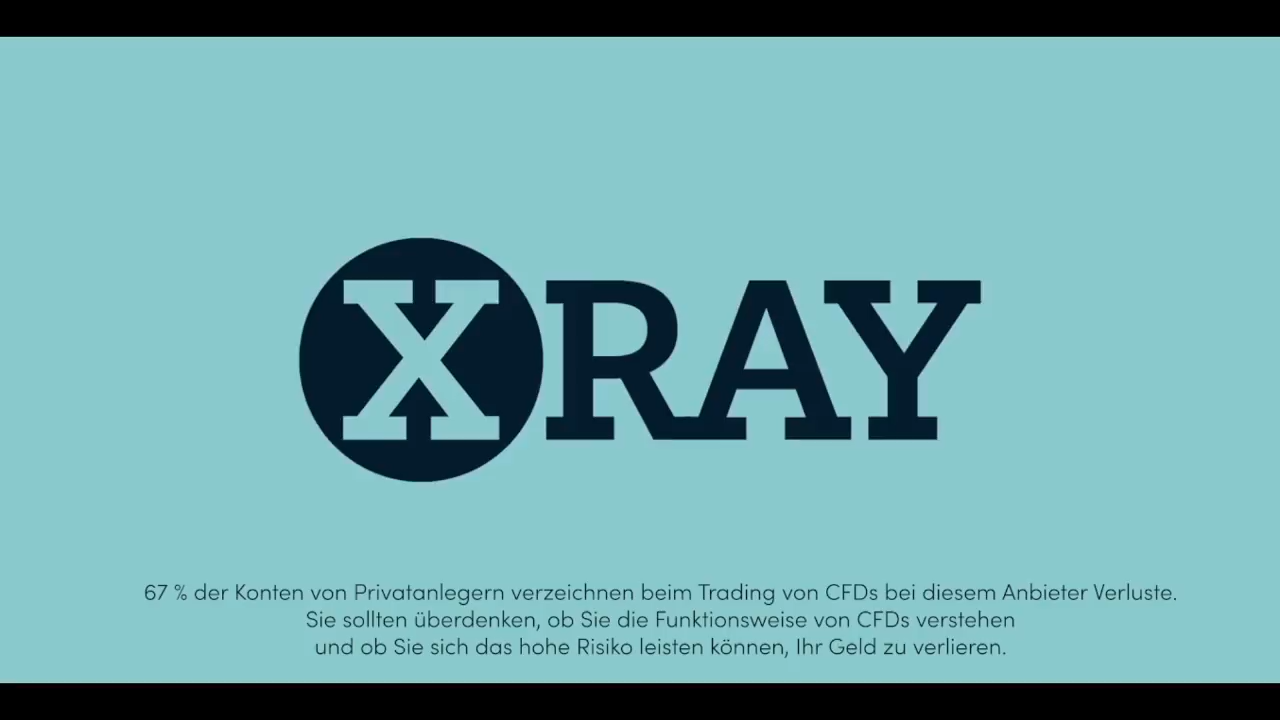 XRAY
67 % der Konten von Privatanlegern verzeichnen beim Trading von CFDs bei diesem Anbieter Verluste.
Sie sollten überdenken, ob Sie die Funktionsweise von CFDs verstehen
und ob Sie sich das hohe Risiko leisten können, Ihr Geld zu verlieren.